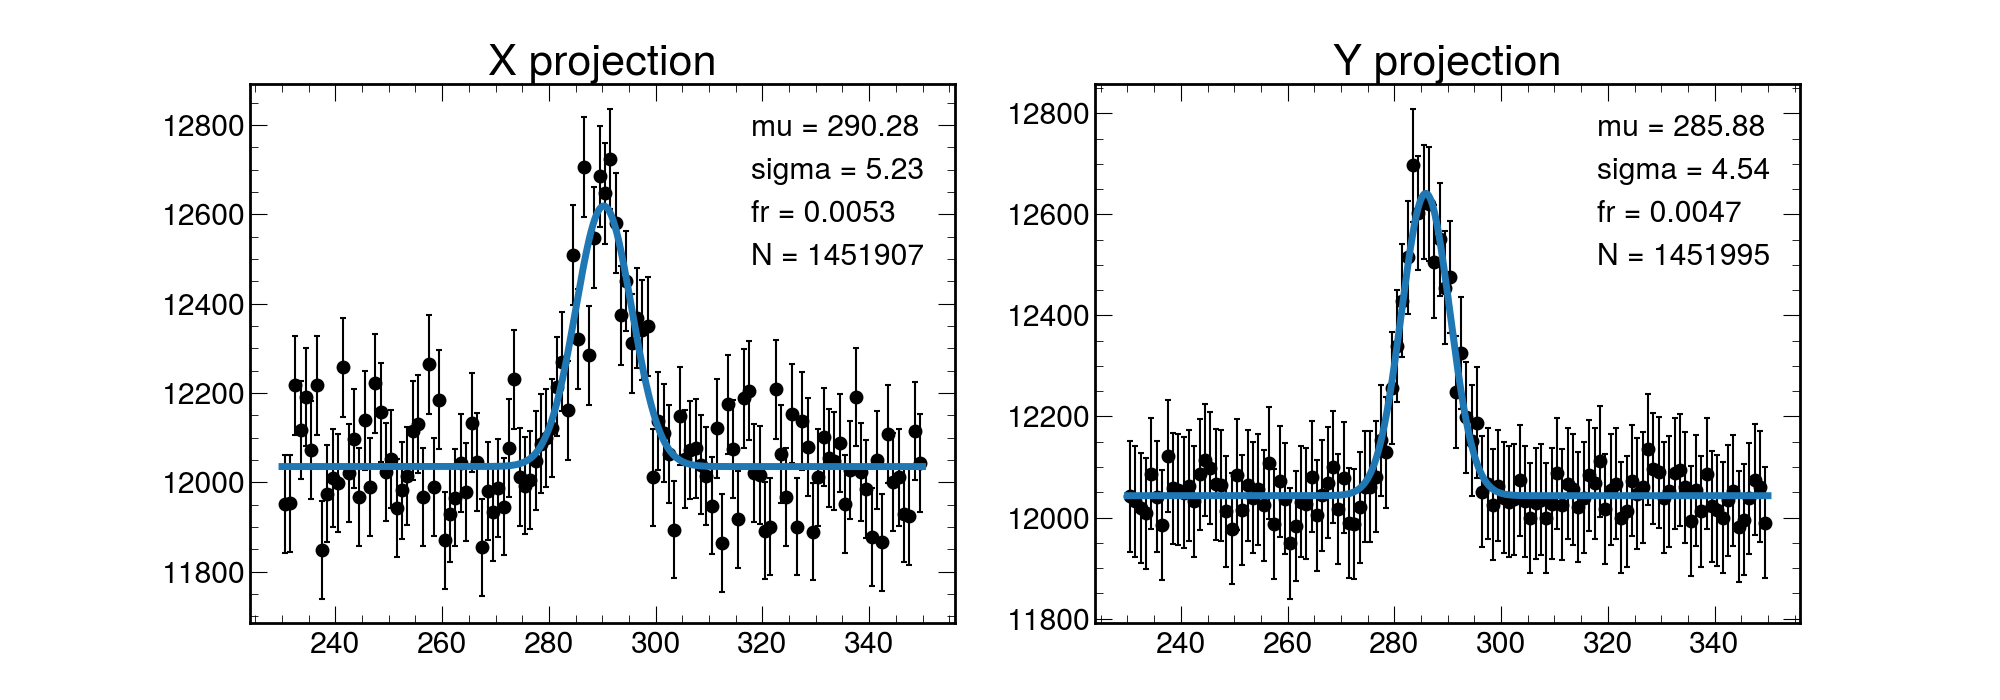 X projection
12800
12600
12400
12200
12000
11800
240 260 280 300 320 340
mu = 290.28
sigma = 5.23
fr = 0.0053
N = 1451907
Y projection
12800
12600
12400
12200
12000
11800
240 260 280 300 320 340
mu = 285.88
sigma = 4.54
fr = 0.0047
N = 1451995